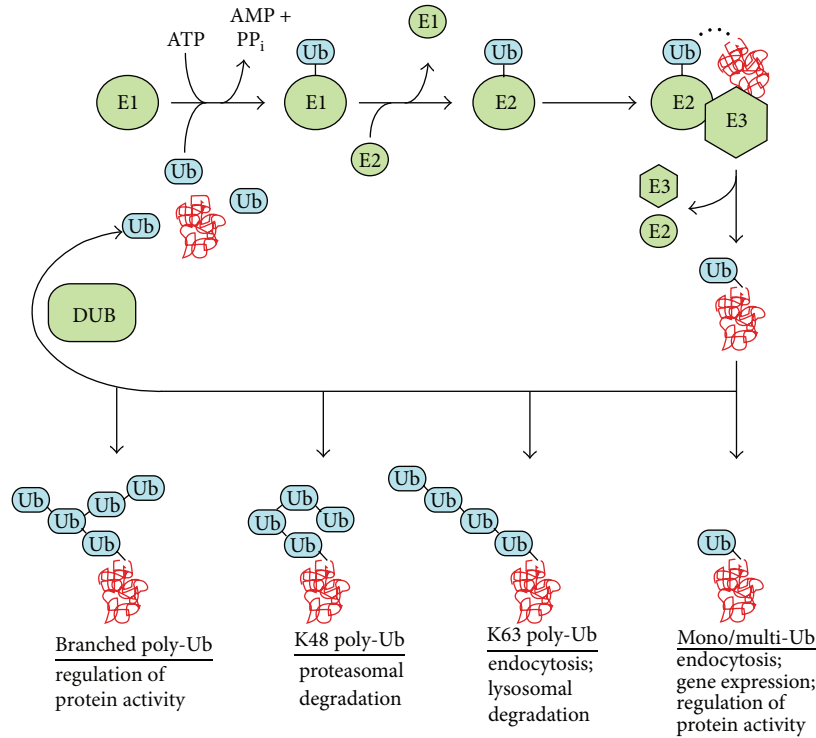 AMP +
PPi
ATP
E1
Ub
Ub
Ub
E1
E1
E2
E2
E2
E3
Ub
Ub
Ub
E3
E2
Ub
DUB
Ub
Ub
Ub
Ub
Ub
Ub
Ub
Ub
Ub
Ub
Ub
Ub
Ub
Ub
Branched poly-Ub
regulation of
protein activity
K48 poly-Ub
proteasomal
degradation
K63 poly-Ub
endocytosis;
lysosomal
degradation
Mono/multi-Ub
endocytosis;
gene expression;
regulation of
protein activity